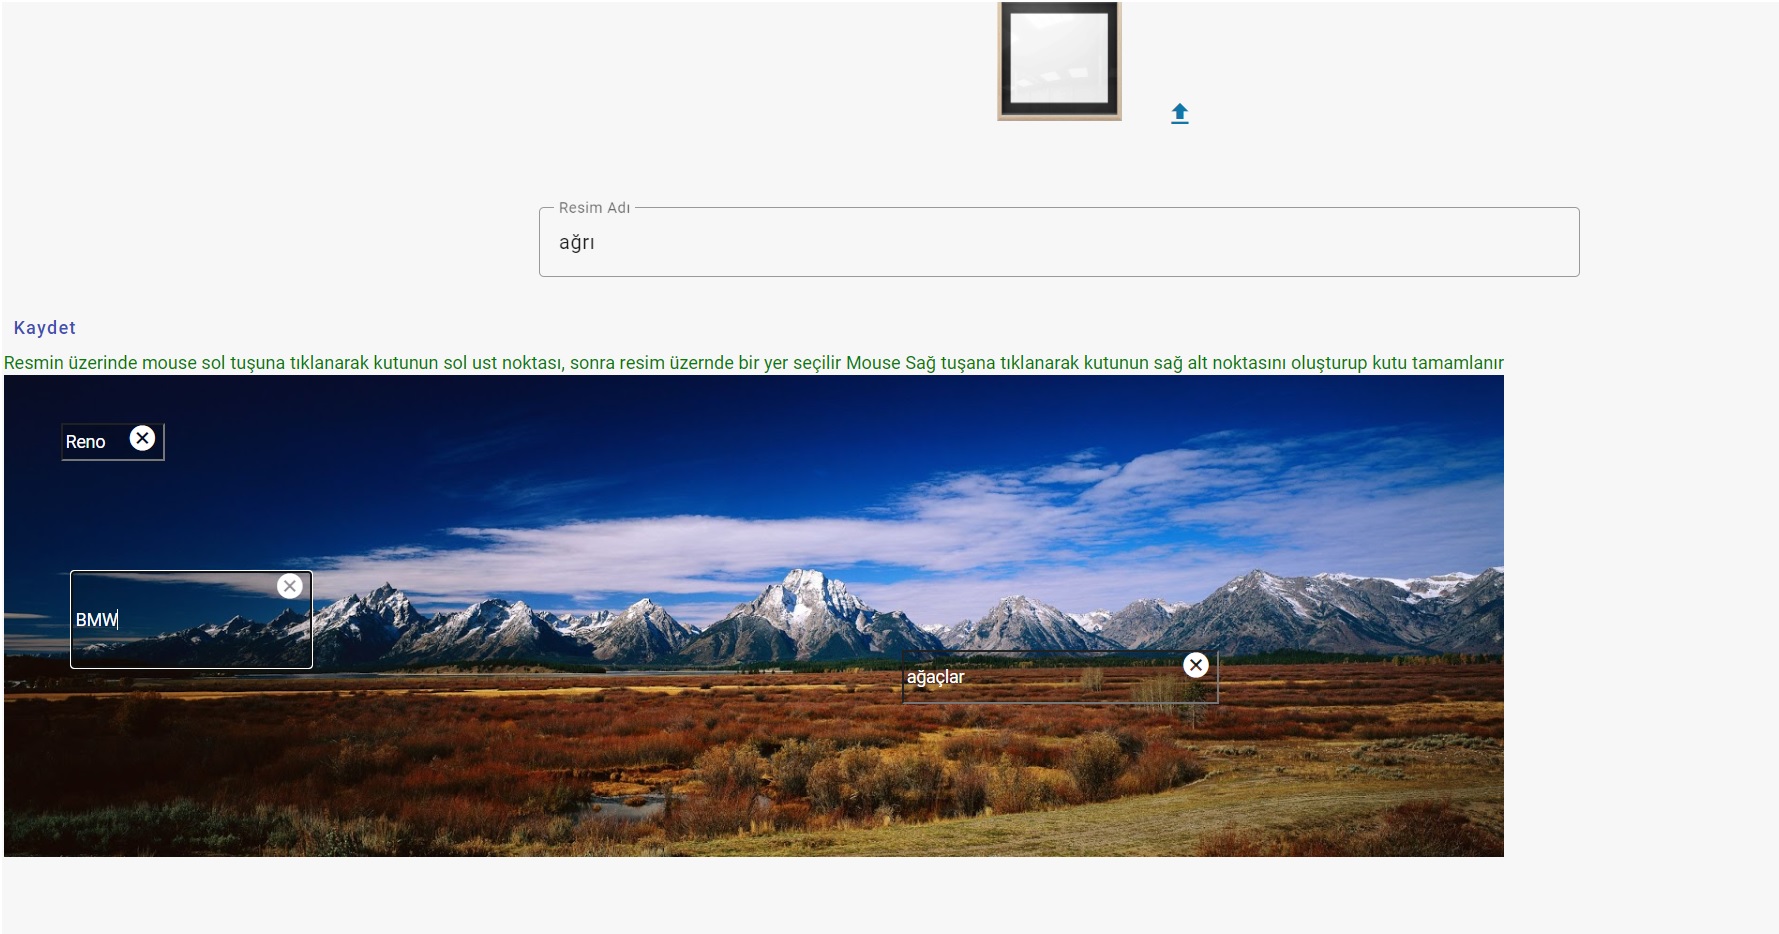 Resim Adı
ağrı
Kaydet
Resmin üzerinde mouse sol tuşuna tıklanarak kutunun sol ust noktası, sonra resim üzernde bir yer seçilir Mouse Sağ tuşana tıklanarak kutunun sağ alt noktasını oluşturup kutu tamamlanır
Reno
BMW
ağaçlar